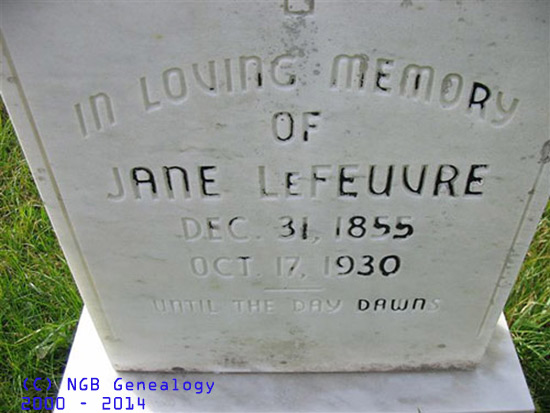 IN LOVING MEMORY
OF
JANE LEFEUVRE
DEC. 31, 1855
OCT. 17, 1930
UNTIL THE DAY DAWNS
(C) NGB Genealogy
2000 - 2014